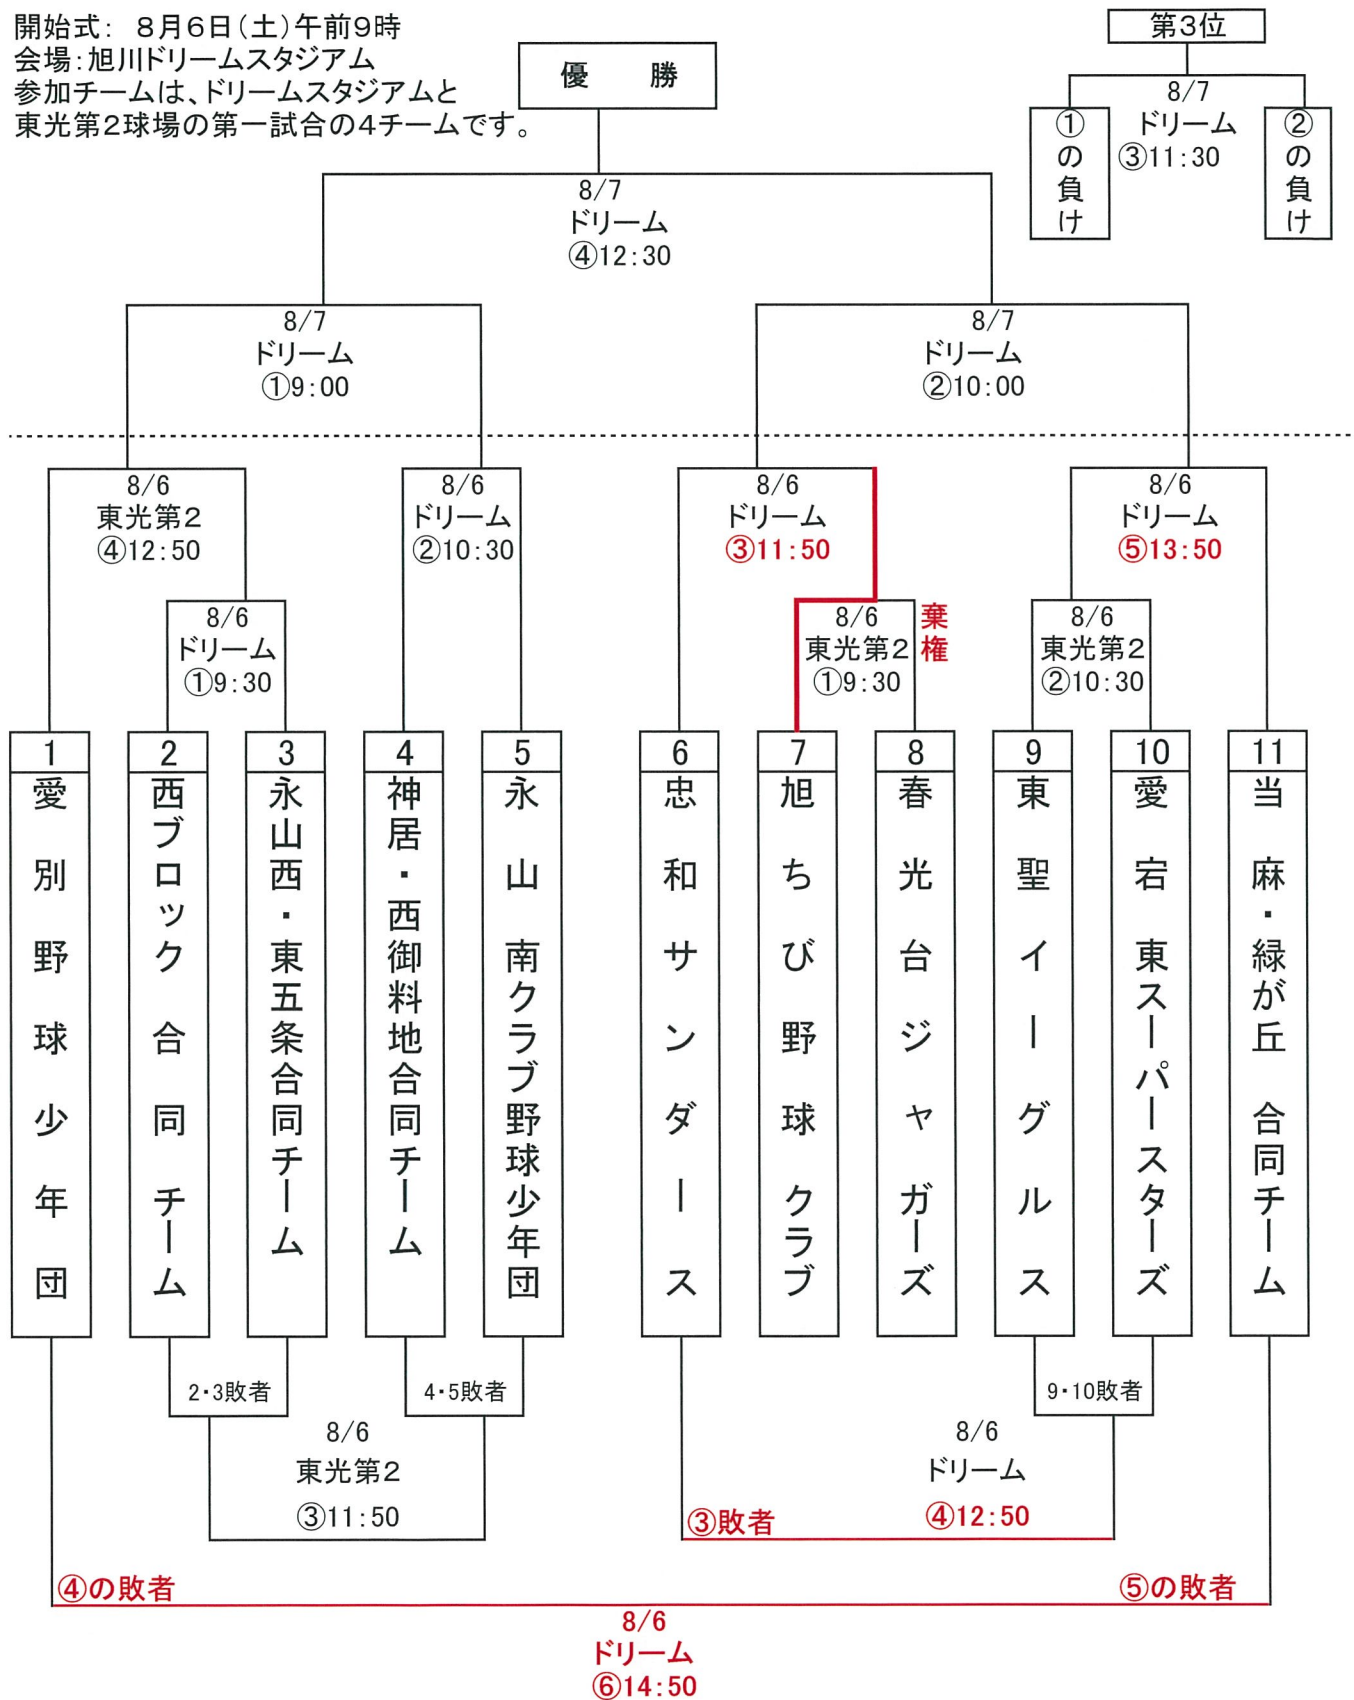 開始式: 8月6日(土)午前9時
会場:旭川ドリームスタジアム
参加チームは、ドリームスタジアムと
東光第2球場の第一試合の4チームです。
優 勝
第3位
8/7
ドリーム
③11:30
①の負け
②の負け
8/7
ドリーム
④12:30
8/7
ドリーム
①9:00
8/7
ドリーム
②10:00
8/6
東光第2
④12:50
8/6
ドリーム
②10:30
8/6
ドリーム
③11:50
8/6
ドリーム
⑤13:50
8/6
ドリーム
①9:30
8/6
東光第2
①9:30
棄権
8/6
東光第2
②10:30
1
愛別野球少年団
2
西ブロック合同チーム
3
永山西・東五条合同チーム
4
神居・西御料地合同チーム
5
永山南クラブ野球少年団
6
忠和サンダース
7
旭ちび野球クラブ
8
春光台ジャガーズ
9
東聖イーグルス
10
愛宕東スーパースターズ
11
当麻・緑が丘合同チーム
2・3敗者
4・5敗者
9・10敗者
8/6
東光第2
③11:50
8/6
ドリーム
③敗者
④12:50
④の敗者
⑤の敗者
8/6
ドリーム
⑥14:50